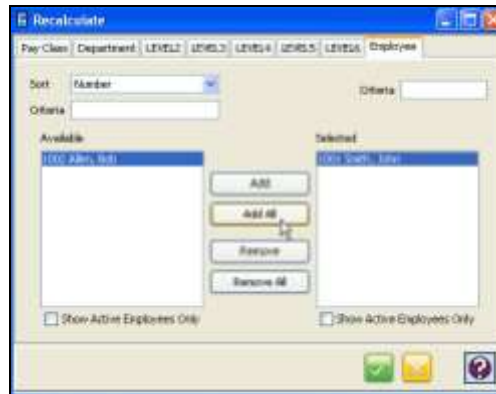 Recalculate
Pay Class Department LEVEL2 LEVEL3 LEVEL4 LEVEL5 LEVEL6 Employee
Sort Number
Criteria
Criteria
Available Selected
Allen, Smith, John
Add
Add All
Remove
Remove All
Show Active Employees Only Show Active Employees Only